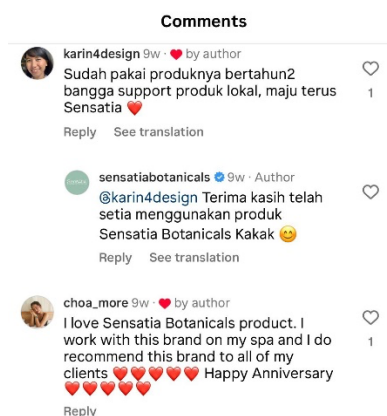 Comments
karin4design 9w · ❤️ by author
Sudah pakai produknya bertahun2
bangga support produk lokal, maju terus
Sensatia ❤️
1
Reply See translation
sensatiabotanicals 9w · Author
@karin4design Terima kasih telah
setia menggunakan produk
Sensatia Botanicals Kakak 😊
Reply See translation
choa_more 9w · ❤️ by author
I love Sensatia Botanicals product. I
work with this brand on my spa and I do
recommend this brand to all of my
clients ❤️❤️❤️❤️❤️ Happy Anniversary
❤️❤️❤️❤️❤️
1
Reply